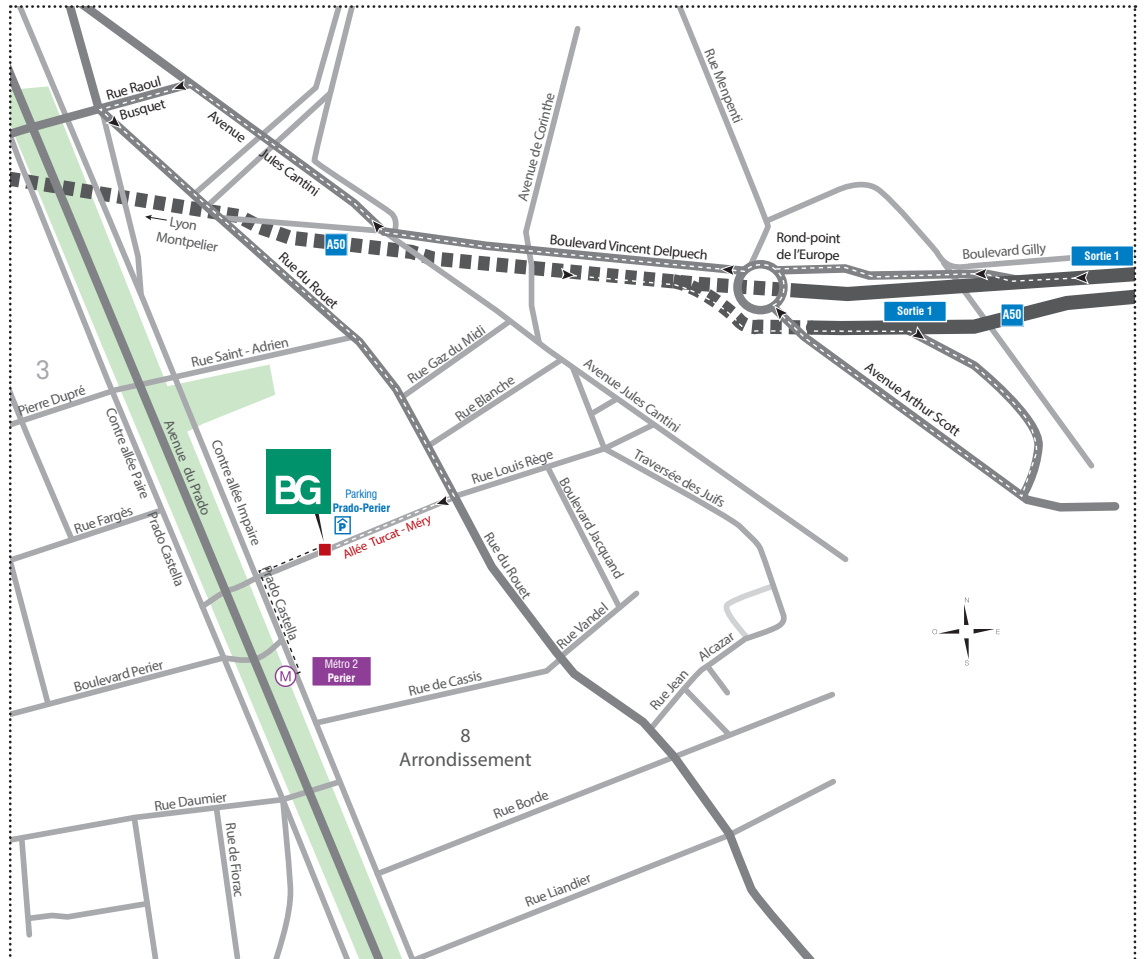 Rue Raoul
Busquet
Avenue
Jules Cantini
Avenue de Corinthe
Rue Menpenti
Lyon
Montpelier
A50
Boulevard Vincent Delpuech
Rond-point
de l'Europe
Boulevard Gilly
Sortie 1
Sortie 1
A50
Rue du Rouet
Rue Gaz du Midi
Rue Blanche
Avenue Jules Cantini
Avenue Arthur Scott
3
Rue Saint - Adrien
Pierre Dupré
Contre allée Paire
Avenue du Prado
Contre allée Impaire
BG
Parking
Prado-Perier
P
Allée Turcat - Méry
Rue Louis Rège
Traversée des Juifs
Boulevard Jacquand
Rue Fargès
Prado Castella
Prado Castella
Rue du Rouet
Rue Vandel
N
O
E
S
Boulevard Perier
M
Métro 2
Perier
Rue de Cassis
Rue Jean
Alcazar
8
Arrondissement
Rue Daumier
Rue de Fiorac
Rue Borde
Rue Liandier